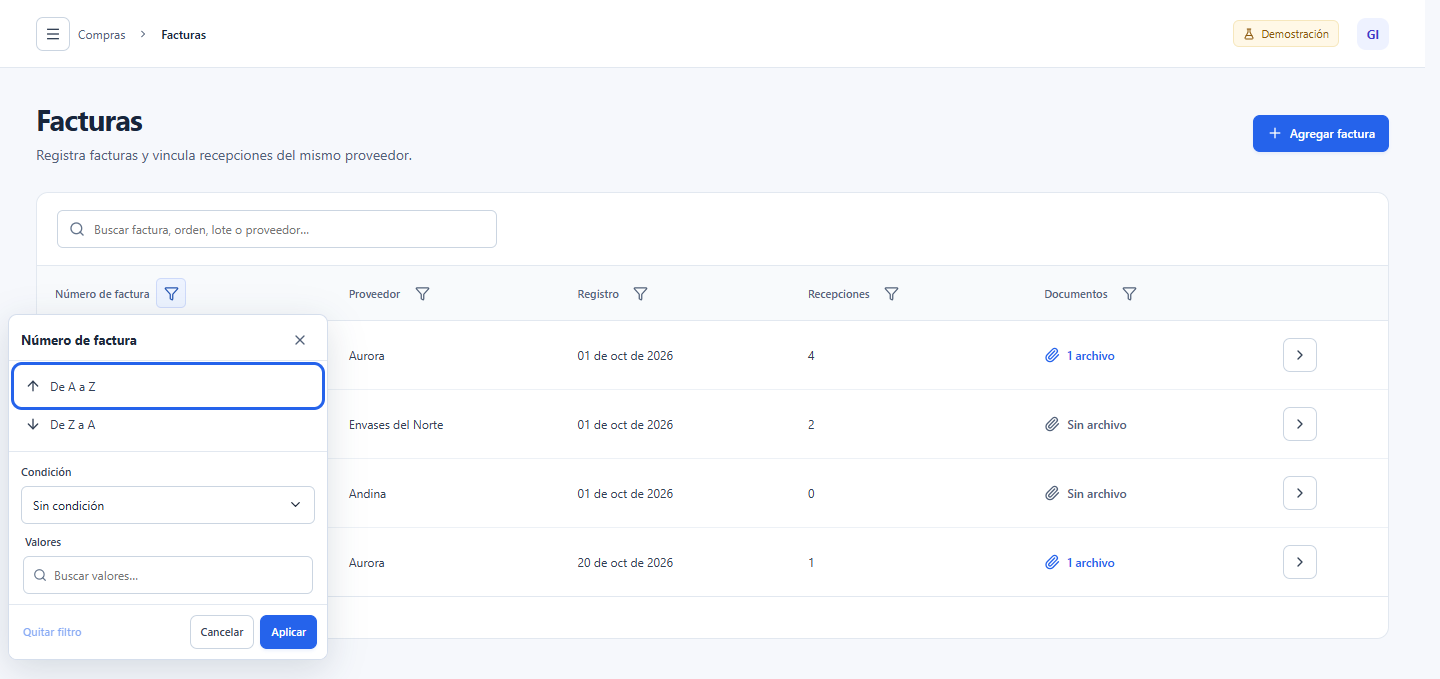 Compras
Facturas
Demostración
GI
Facturas
Registra facturas y vincula recepciones del mismo proveedor.
Agregar factura
Buscar factura, orden, lote o proveedor...
Número de factura
Proveedor
Registro
Recepciones
Documentos
Número de factura
De A a Z
De Z a A
Condición
Sin condición
Valores
Buscar valores...
Quitar filtro
Cancelar
Aplicar
Aurora 01 de oct de 2026 4 1 archivo
Envases del Norte 01 de oct de 2026 2 Sin archivo
Andina 01 de oct de 2026 0 Sin archivo
Aurora 20 de oct de 2026 1 1 archivo